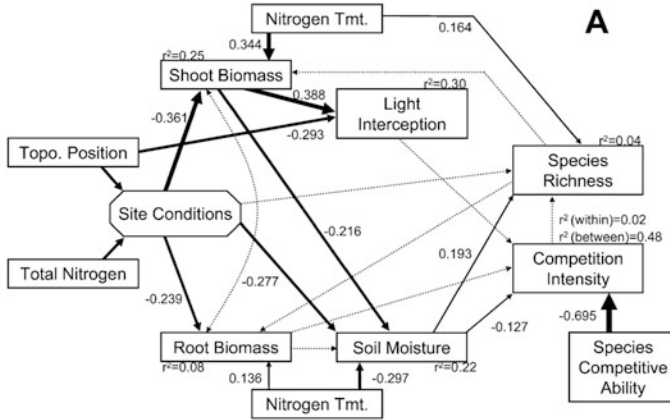 A
Nitrogen Tmt.
0.164
0.344
r²=0.25
Shoot Biomass
r²=0.30
0.388
Light
Interception
-0.361
-0.293
Topo. Position
r²=0.04
Species
Richness
Site Conditions
-0.216
r² (within)=0.02
r² (between)=0.48
Total Nitrogen
-0.277
0.193
Competition
Intensity
-0.239
-0.127
-0.695
Root Biomass
Soil Moisture
r²=0.08
r²=0.22
0.136
-0.297
Species
Competitive
Ability
Nitrogen Tmt.